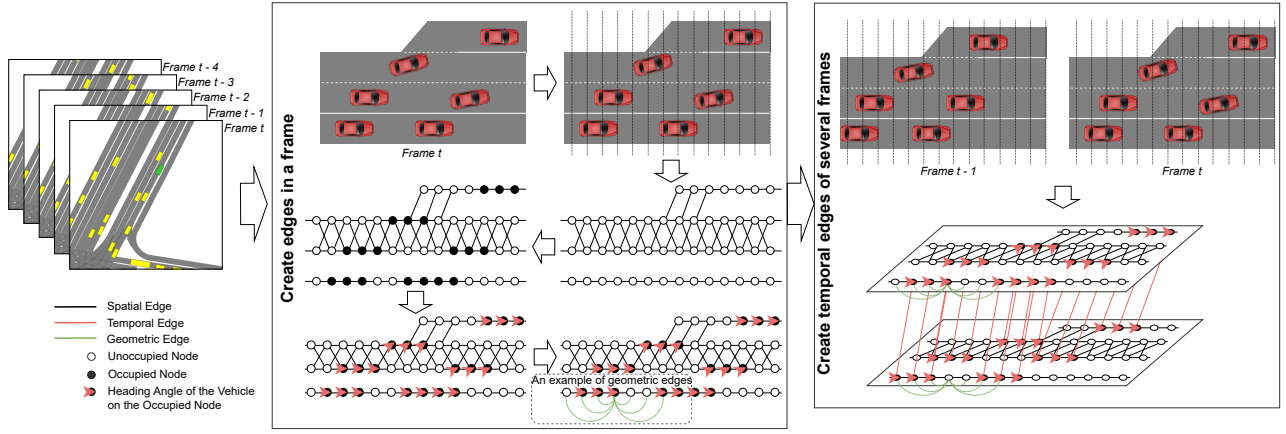 Frame t - 4
Frame t - 3
Frame t - 2
Frame t - 1
Frame t
Spatial Edge
Temporal Edge
Geometric Edge
Unoccupied Node
Occupied Node
Heading Angle of the Vehicle
on the Occupied Node
Create edges in a frame
Frame t
An example of geometric edges
Create temporal edges of several frames
Frame t - 1
Frame t